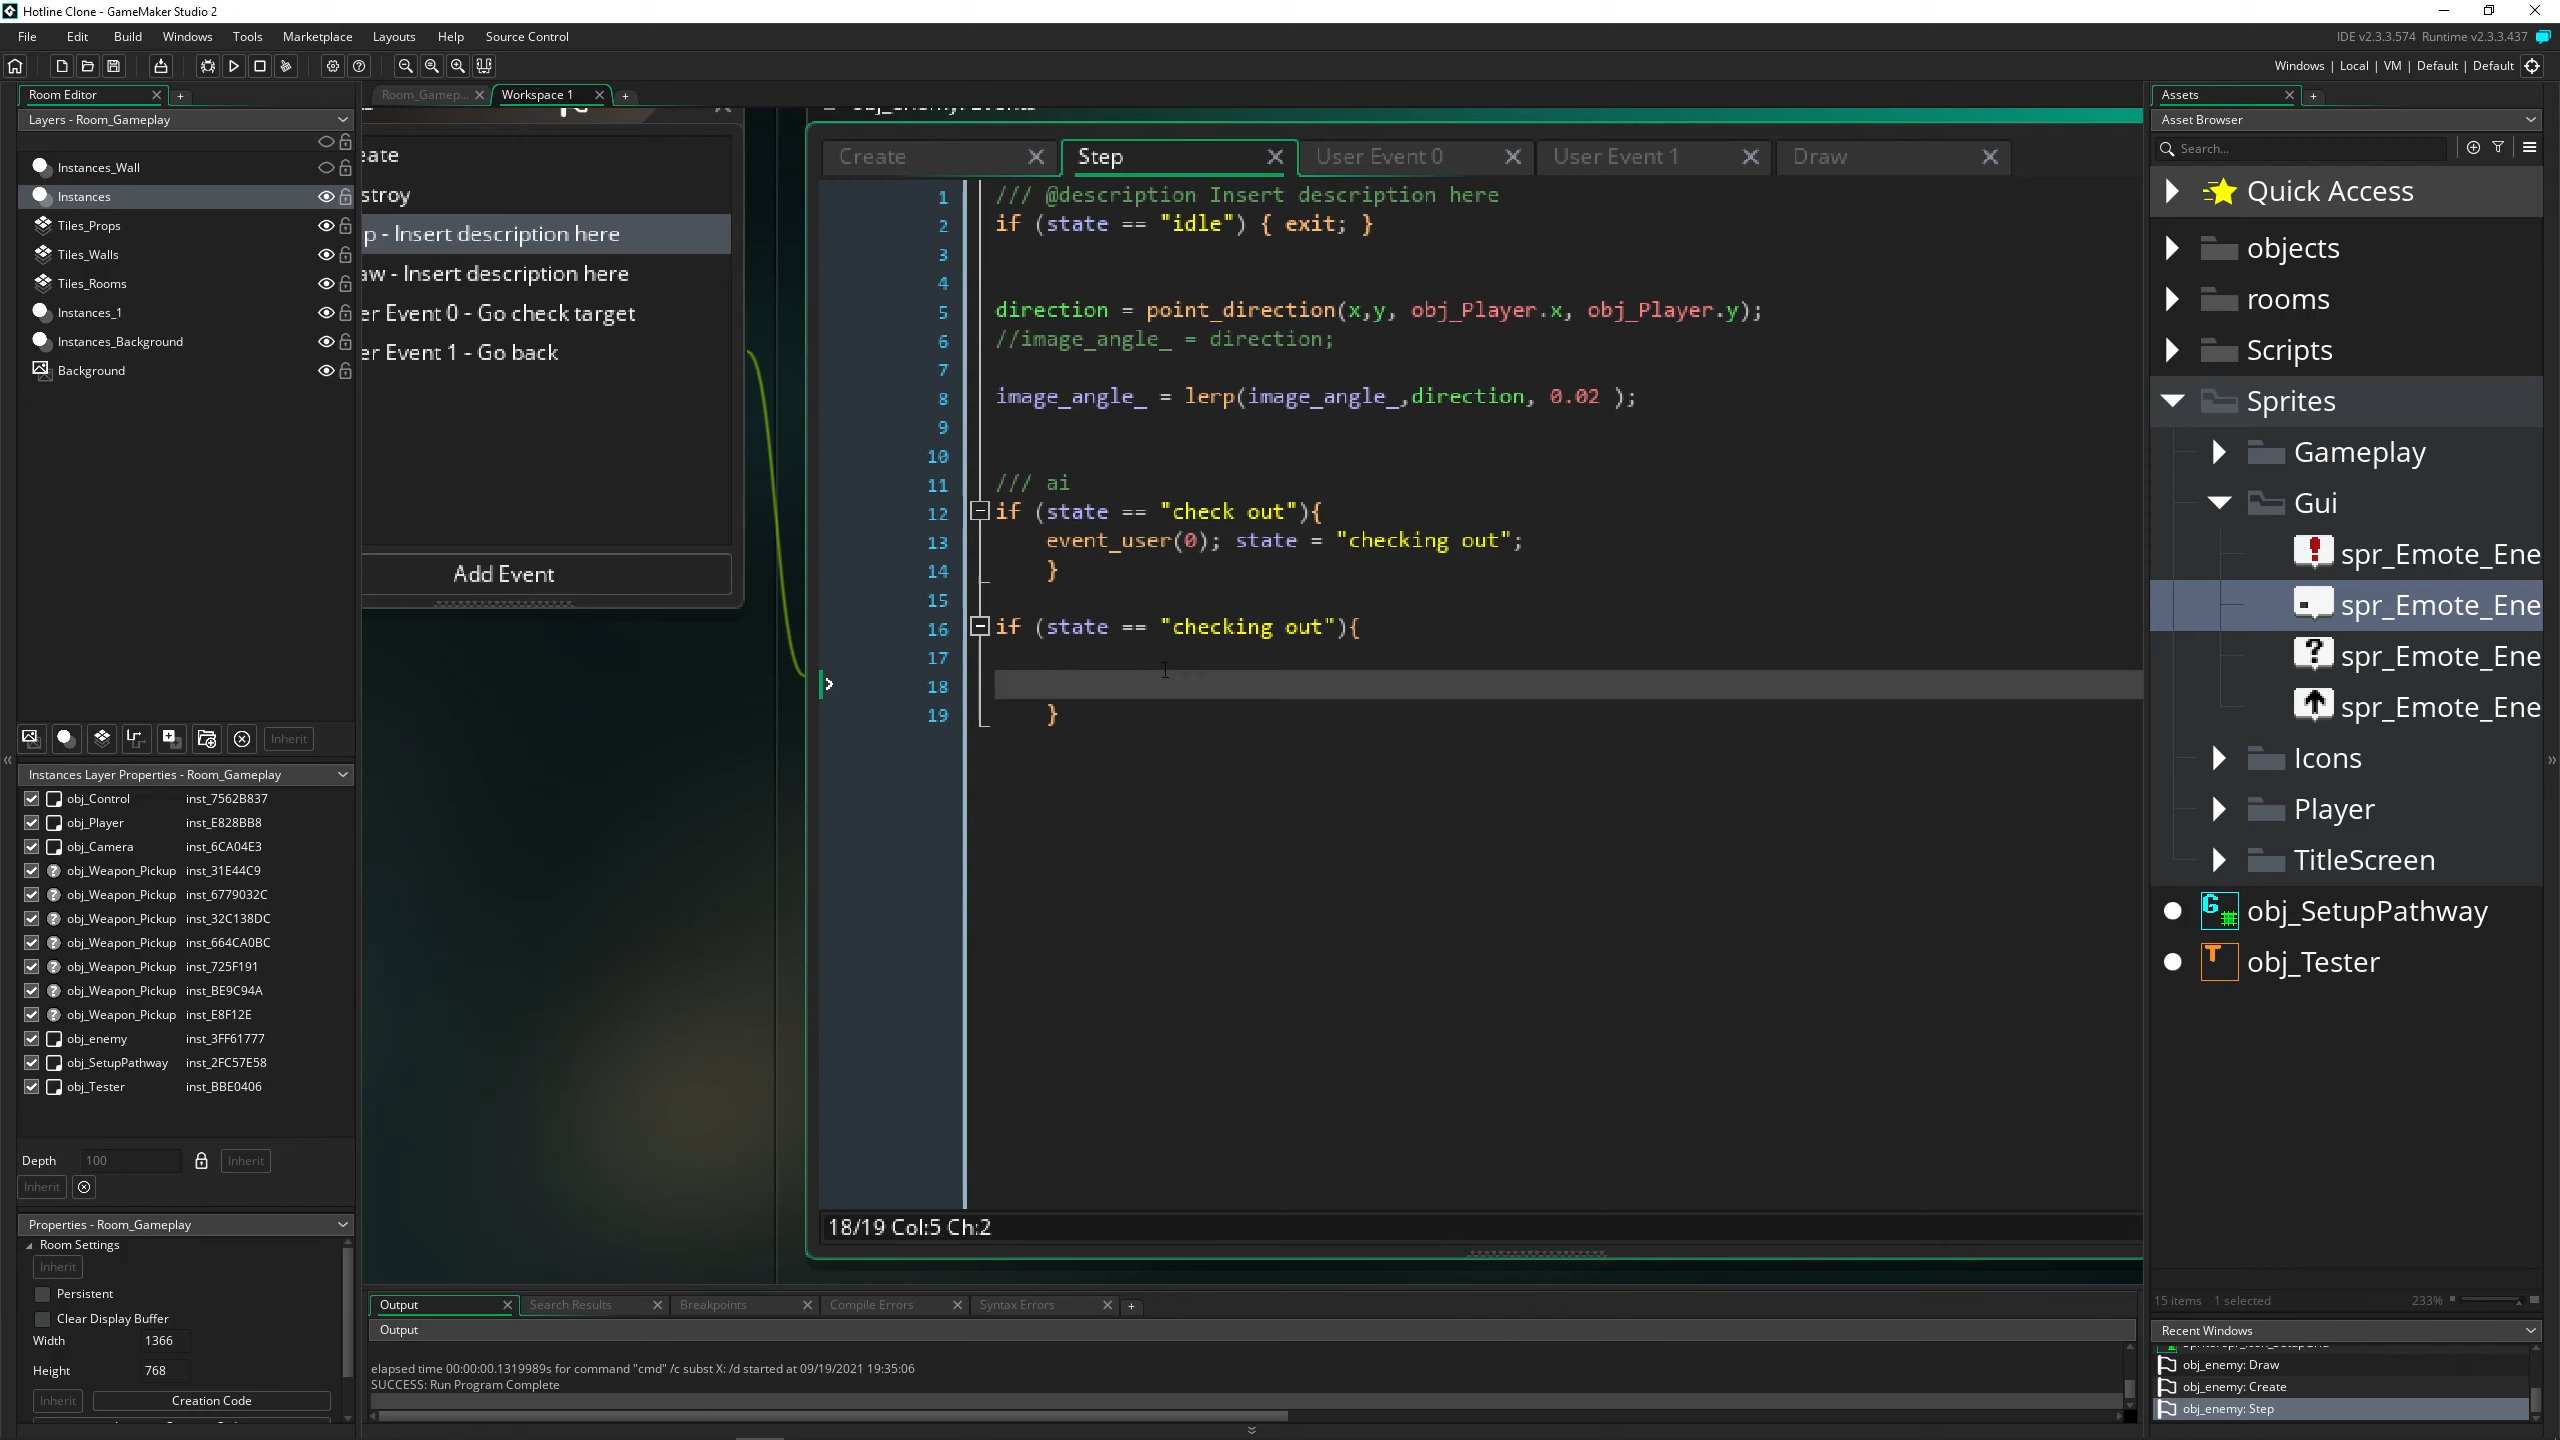 Hotline Clone - GameMaker Studio 2
File Edit Build Windows Tools Marketplace Layouts Help Source Control
IDE v2.3.3.574 Runtime v2.3.3.437
Windows | Local | VM | Default | Default
Room Editor
Layers - Room_Gameplay
Instances_Wall
Instances
Tiles_Props
Tiles_Walls
Tiles_Rooms
Instances_1
Instances_Background
Background
Inherit
Instances Layer Properties - Room_Gameplay
obj_Control inst_7562B837
obj_Player inst_E828BB8
obj_Camera inst_6CA04E3
obj_Weapon_Pickup inst_31E44C9
obj_Weapon_Pickup inst_6779032C
obj_Weapon_Pickup inst_32C138DC
obj_Weapon_Pickup inst_664CA0BC
obj_Weapon_Pickup inst_725F191
obj_Weapon_Pickup inst_BE9C94A
obj_Weapon_Pickup inst_E8F12E
obj_enemy inst_3FF61777
obj_SetupPathway inst_2FC57E58
obj_Tester inst_BBE0406
Depth 100 Inherit
Inherit
Properties - Room_Gameplay
Room Settings
Inherit
Persistent
Clear Display Buffer
Width 1366
Height 768
Inherit Creation Code
Room_Gamep... Workspace 1
eate
stroy
p - Insert description here
aw - Insert description here
er Event 0 - Go check target
er Event 1 - Go back
Add Event
Create Step User Event 0 User Event 1 Draw
1 /// @description Insert description here
2 if (state == "idle") { exit; }
3
4
5 direction = point_direction(x,y, obj_Player.x, obj_Player.y);
6 //image_angle_ = direction;
7
8 image_angle_ = lerp(image_angle_,direction, 0.02 );
9
10
11 /// ai
12 if (state == "check out"){
13 event_user(0); state = "checking out";
14 }
15
16 if (state == "checking out"){
17
18
19 }
18/19 Col:5 Ch:2
Output Search Results Breakpoints Compile Errors Syntax Errors
Output
elapsed time 00:00:00.1319989s for command "cmd" /c subst X: /d started at 09/19/2021 19:35:06
SUCCESS: Run Program Complete
Assets
Asset Browser
Search...
Quick Access
objects
rooms
Scripts
Sprites
Gameplay
Gui
spr_Emote_Ene
spr_Emote_Ene
spr_Emote_Ene
spr_Emote_Ene
Icons
Player
TitleScreen
obj_SetupPathway
obj_Tester
15 items 1 selected 233%
Recent Windows
obj_enemy: Draw
obj_enemy: Create
obj_enemy: Step